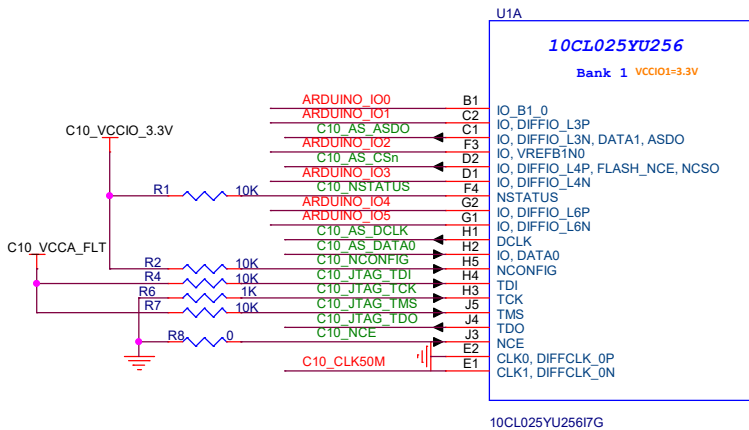 U1A
10CL025YU256
Bank 1 VCCIO1=3.3V
ARDUINO_IO0 B1 IO_B1_0
ARDUINO_IO1 C2 IO, DIFFIO_L3P
C10_VCCIO_3.3V C10_AS_ASDO C1 IO, DIFFIO_L3N, DATA1, ASDO
ARDUINO_IO2 F3 IO, VREFB1N0
C10_AS_CSn D2 IO, DIFFIO_L4P, FLASH_NCE, NCSO
ARDUINO_IO3 D1 IO, DIFFIO_L4N
R1 10K C10_NSTATUS F4 NSTATUS
ARDUINO_IO4 G2 IO, DIFFIO_L6P
ARDUINO_IO5 G1 IO, DIFFIO_L6N
C10_VCCA_FLT C10_AS_DCLK H1 DCLK
C10_AS_DATA0 H2 IO, DATA0
R2 10K C10_NCONFIG H5 NCONFIG
R4 10K C10_JTAG_TDI H4 TDI
R6 1K C10_JTAG_TCK H3 TCK
R7 10K C10_JTAG_TMS J5 TMS
C10_JTAG_TDO J4 TDO
R8 0 C10_NCE J3 NCE
E2 CLK0, DIFFCLK_0P
C10_CLK50M E1 CLK1, DIFFCLK_0N
10CL025YU256I7G